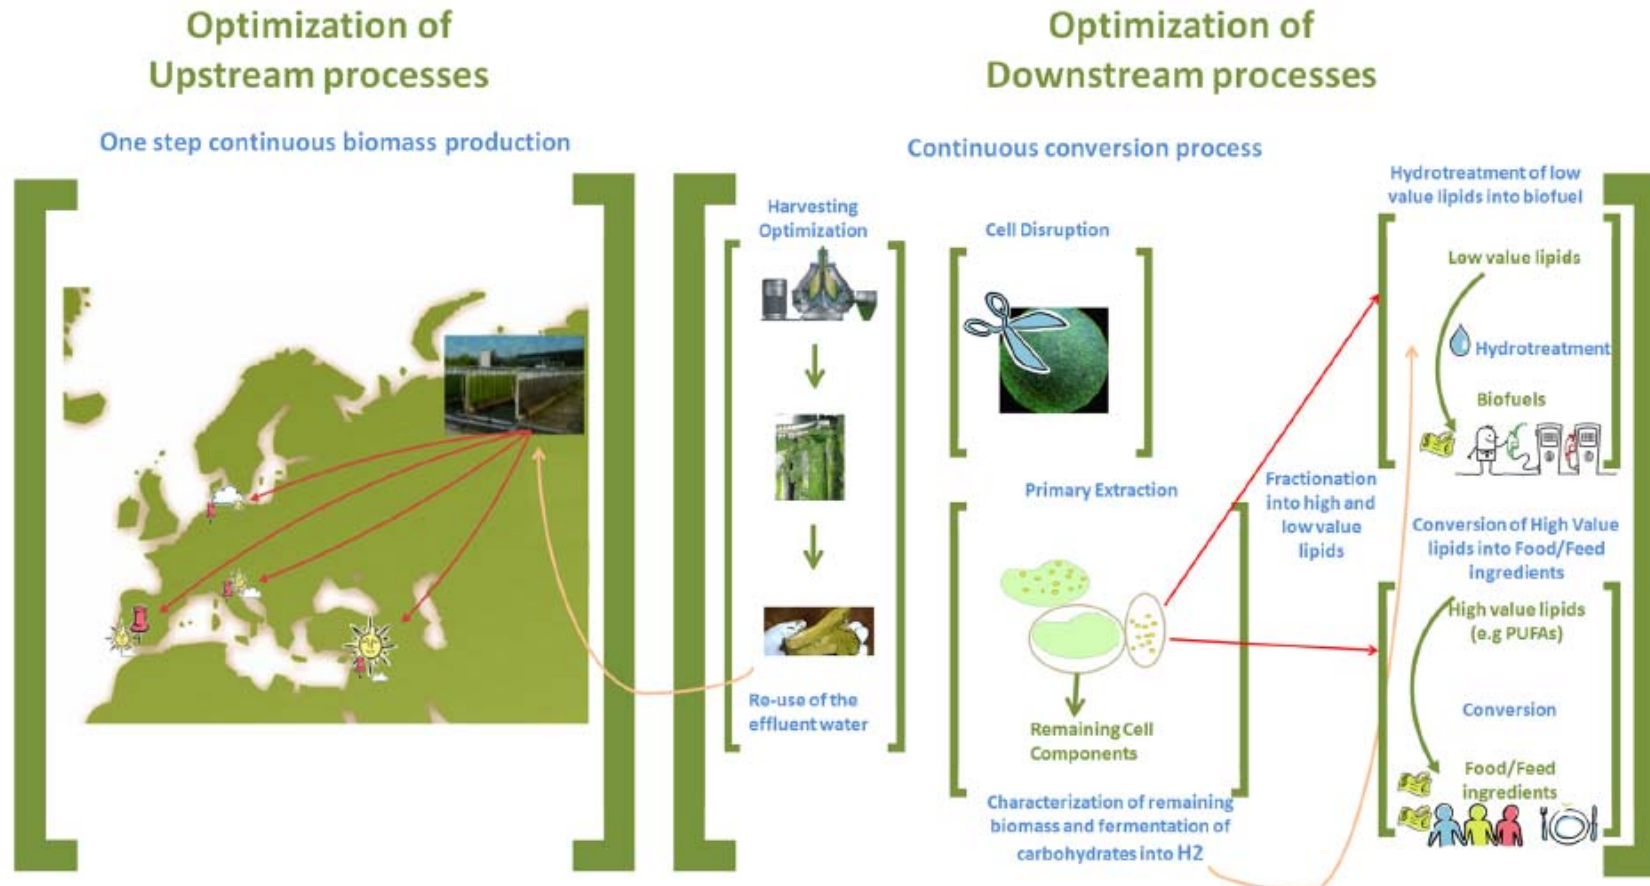 Optimization of
Upstream processes
One step continuous biomass production
Optimization of
Downstream processes
Continuous conversion process
Harvesting
Optimization
Re-use of the
effluent water
Cell Disruption
Primary Extraction
Remaining Cell
Components
Characterization of remaining
biomass and fermentation of
carbohydrates into H2
Fractionation
into high and
low value
lipids
Hydrotreatment of low
value lipids into biofuel
Low value lipids
Hydrotreatment
Biofuels
Conversion of High Value
lipids into Food/Feed
ingredients
High value lipids
(e.g PUFAs)
Conversion
Food/Feed
ingredients